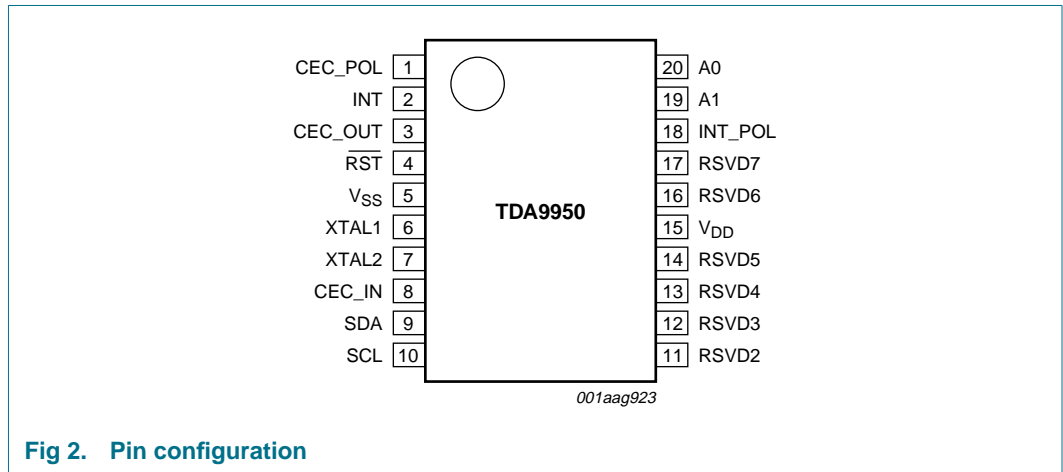 CEC_POL 1
INT 2
CEC_OUT 3
R̅S̅T̅ 4
VSS 5
XTAL1 6
XTAL2 7
CEC_IN 8
SDA 9
SCL 10
TDA9950
20 A0
19 A1
18 INT_POL
17 RSVD7
16 RSVD6
15 VDD
14 RSVD5
13 RSVD4
12 RSVD3
11 RSVD2
001aag923
Fig 2. Pin configuration